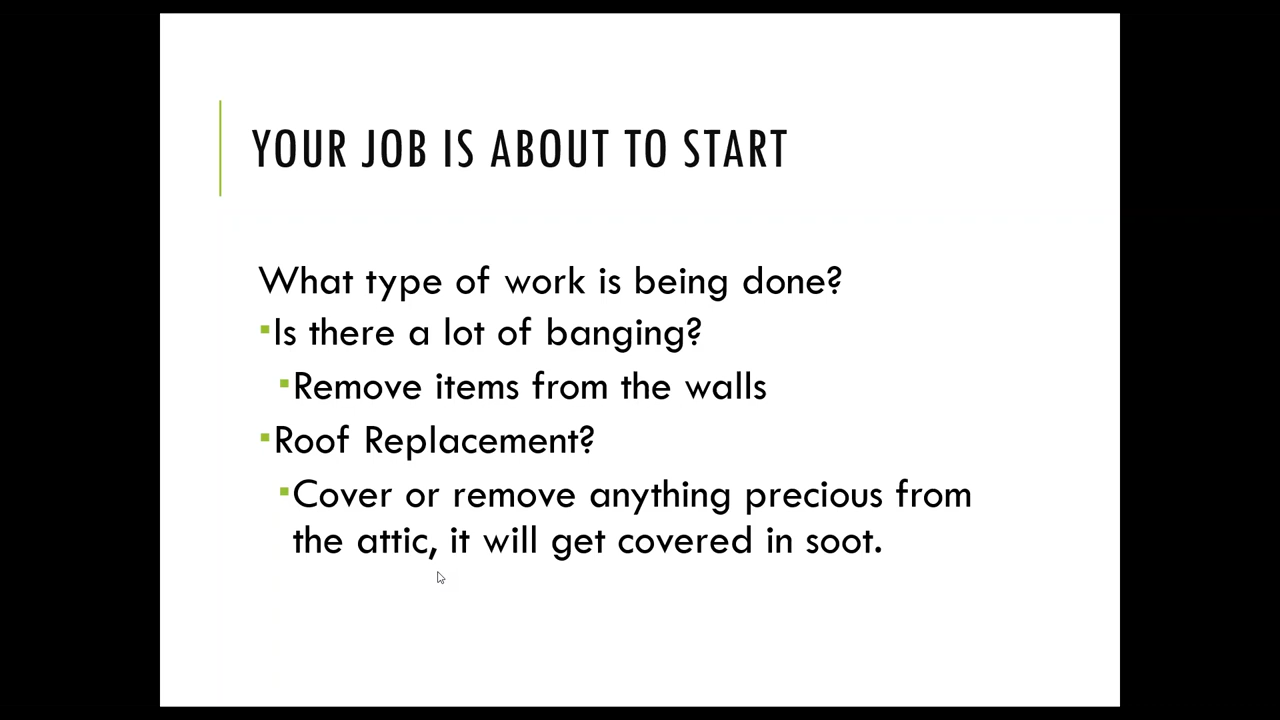 YOUR JOB IS ABOUT TO START
What type of work is being done?
▪Is there a lot of banging?
▪Remove items from the walls
▪Roof Replacement?
▪Cover or remove anything precious from
the attic, it will get covered in soot.